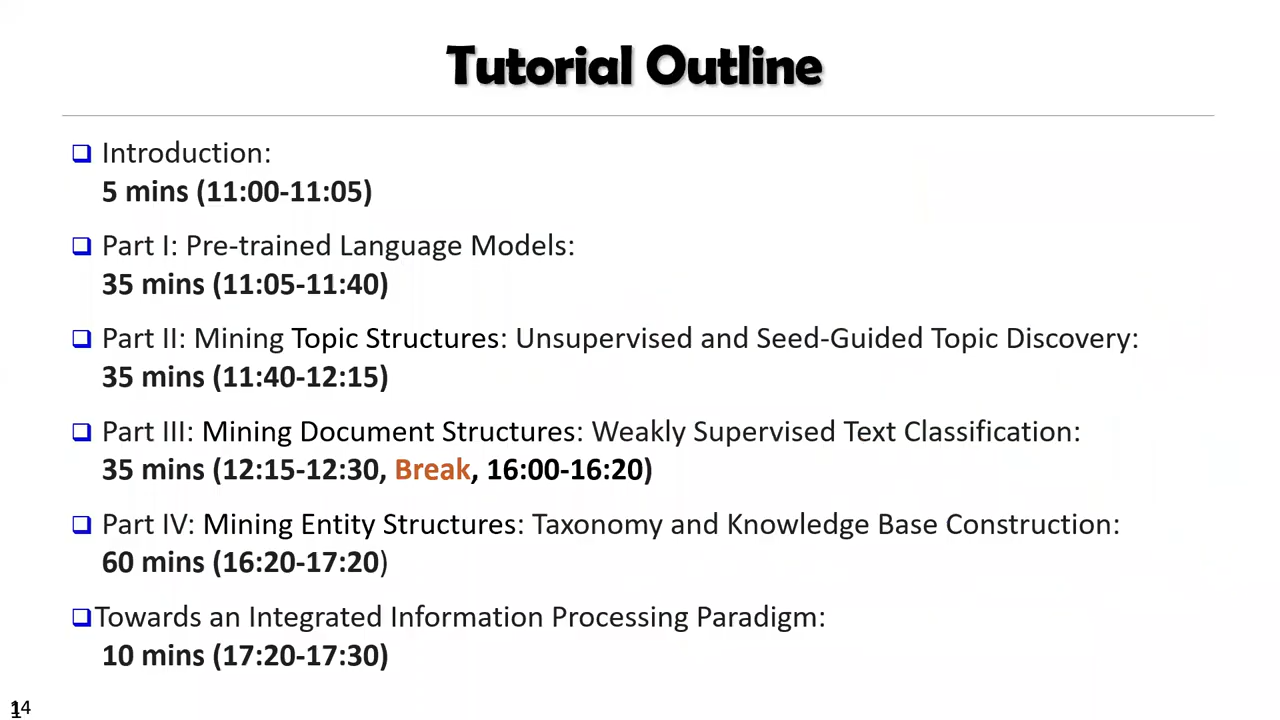 Tutorial Outline
Introduction:
5 mins (11:00-11:05)
Part I: Pre-trained Language Models:
35 mins (11:05-11:40)
Part II: Mining Topic Structures: Unsupervised and Seed-Guided Topic Discovery:
35 mins (11:40-12:15)
Part III: Mining Document Structures: Weakly Supervised Text Classification:
35 mins (12:15-12:30, Break, 16:00-16:20)
Part IV: Mining Entity Structures: Taxonomy and Knowledge Base Construction:
60 mins (16:20-17:20)
Towards an Integrated Information Processing Paradigm:
10 mins (17:20-17:30)